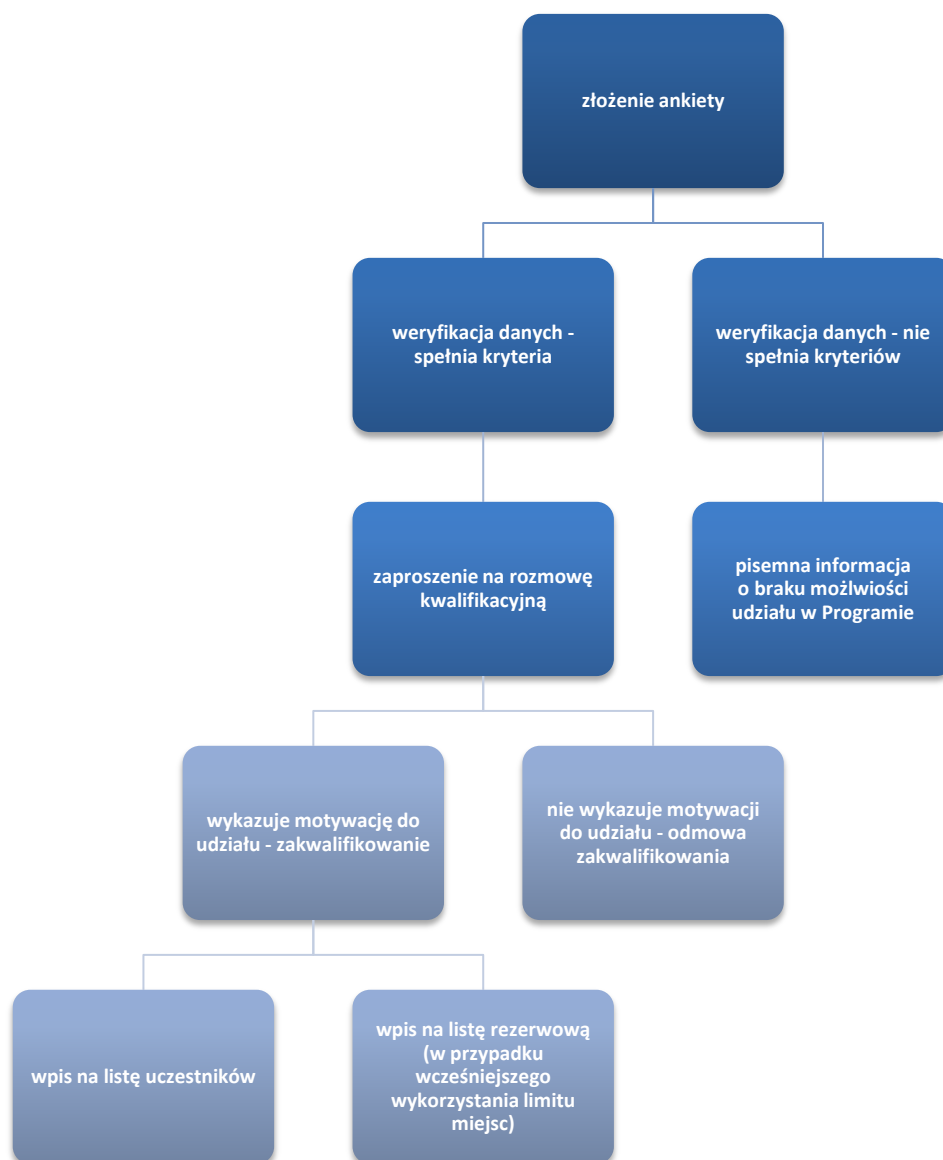 złożenie ankiety
weryfikacja danych -
spełnia kryteria
weryfikacja danych - nie
spełnia kryteriów
zaproszenie na rozmowę
kwalifikacyjną
pisemna informacja
o braku możlwiości
udziału w Programie
wykazuje motywację do
udziału - zakwalifikowanie
nie wykazuje motywacji
do udziału - odmowa
zakwalifikowania
wpis na listę uczestników
wpis na listę rezerwową
(w przypadku
wcześniejszego
wykorzystania limitu
miejsc)